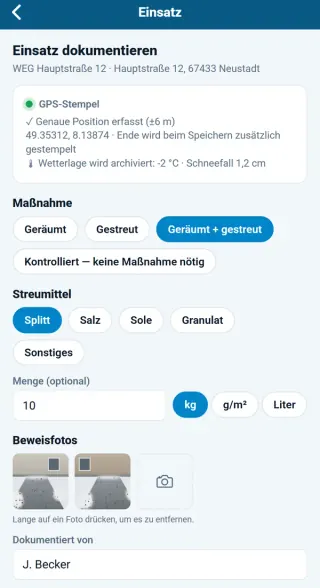 Einsatz
Einsatz dokumentieren
WEG Hauptstraße 12 · Hauptstraße 12, 67433 Neustadt
GPS-Stempel
✓ Genaue Position erfasst (±6 m)
49.35312, 8.13874 · Ende wird beim Speichern zusätzlich
gestempelt
🌡 Wetterlage wird archiviert: -2 °C · Schneefall 1,2 cm
Maßnahme
Geräumt
Gestreut
Geräumt + gestreut
Kontrolliert — keine Maßnahme nötig
Streumittel
Splitt
Salz
Sole
Granulat
Sonstiges
Menge (optional)
10
kg
g/m²
Liter
Beweisfotos
Lange auf ein Foto drücken, um es zu entfernen.
Dokumentiert von
J. Becker